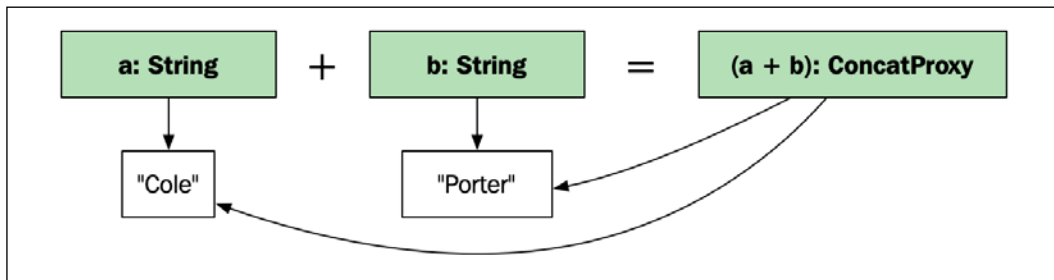 a: String + b: String = (a + b): ConcatProxy
"Cole" "Porter"